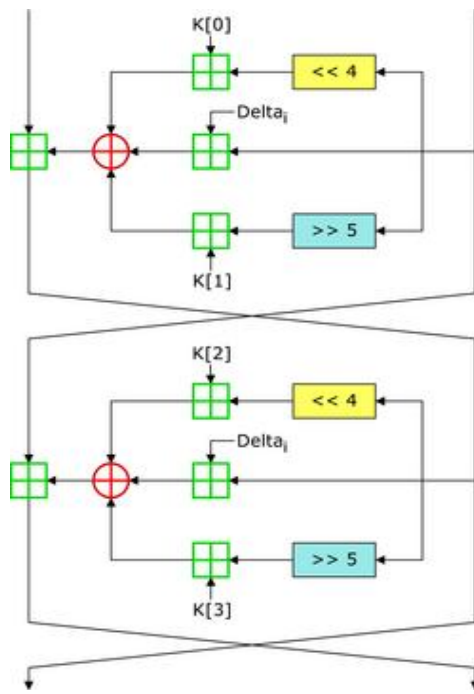 K[0]
<< 4
Delta i
>> 5
K[1]
K[2]
<< 4
Delta i
>> 5
K[3]